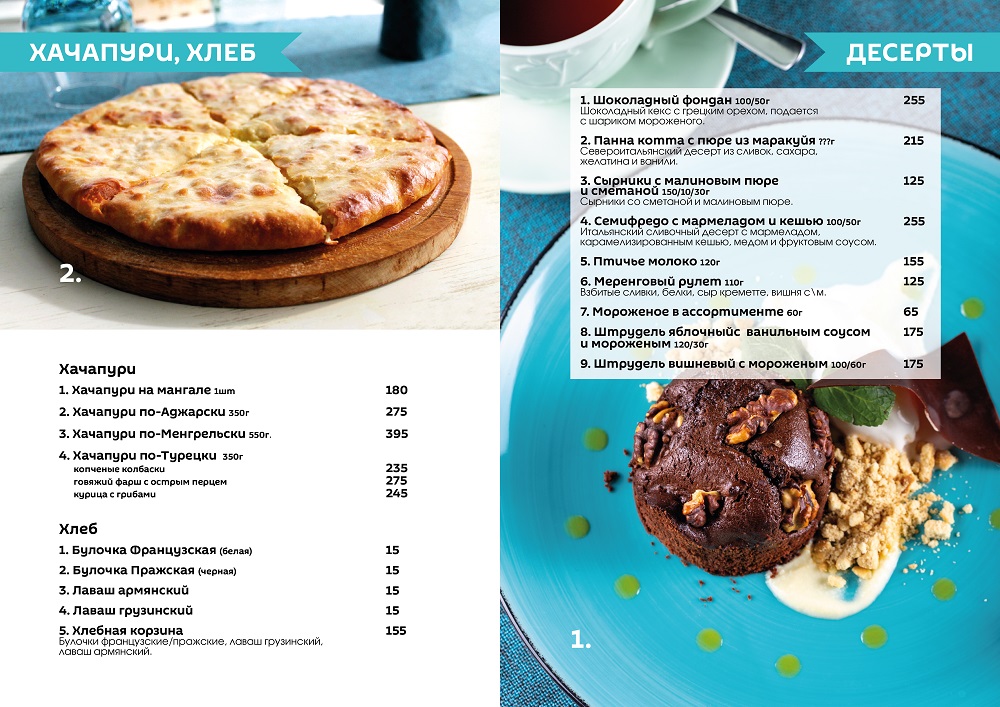 ХАЧАПУРИ, ХЛЕБ
2.
Хачапури
1. Хачапури на мангале 1шт 180
2. Хачапури по-Аджарски 350г 275
3. Хачапури по-Менгрельски 550г. 395
4. Хачапури по-Турецки 350г
копченые колбаски 235
говяжий фарш с острым перцем 275
курица с грибами 245
Хлеб
1. Булочка Французская (белая) 15
2. Булочка Пражская (черная) 15
3. Лаваш армянский 15
4. Лаваш грузинский 15
5. Хлебная корзина 155
Булочки французские/пражские, лаваш грузинский,
лаваш армянский.
ДЕСЕРТЫ
1. Шоколадный фондан 100/50г 255
Шоколадный кекс с грецким орехом, подается
с шариком мороженого.
2. Панна котта с пюре из маракуйя ???г 215
Североитальянский десерт из сливок, сахара,
желатина и ванили.
3. Сырники с малиновым пюре 125
и сметаной 150/10/30г
Сырники со сметаной и малиновым пюре.
4. Семифредо с мармеладом и кешью 100/50г 255
Итальянский сливочный десерт с мармеладом,
карамелизированным кешью, медом и фруктовым соусом.
5. Птичье молоко 120г 155
6. Меренговый рулет 110г 125
Взбитые сливки, белки, сыр креметте, вишня с\м.
7. Мороженое в ассортименте 60г 65
8. Штрудель яблочныйс ванильным соусом 175
и мороженым 120/30г
9. Штрудель вишневый с мороженым 100/60г 175
1.